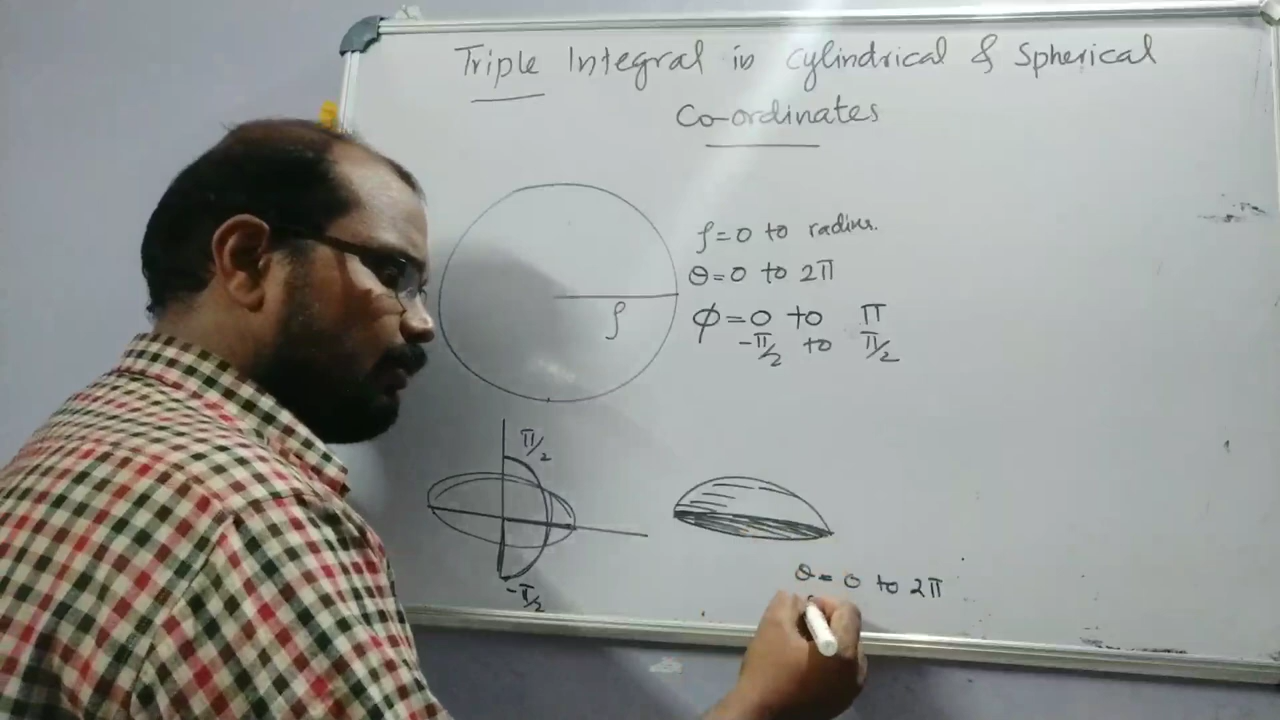 Triple Integral in Cylindrical & Spherical
Co-ordinates
ρ = 0 to radius.
θ = 0 to 2π
ρ
ϕ = 0 to π
-π/2 to π/2
π/2
-π/2
θ = 0 to 2π